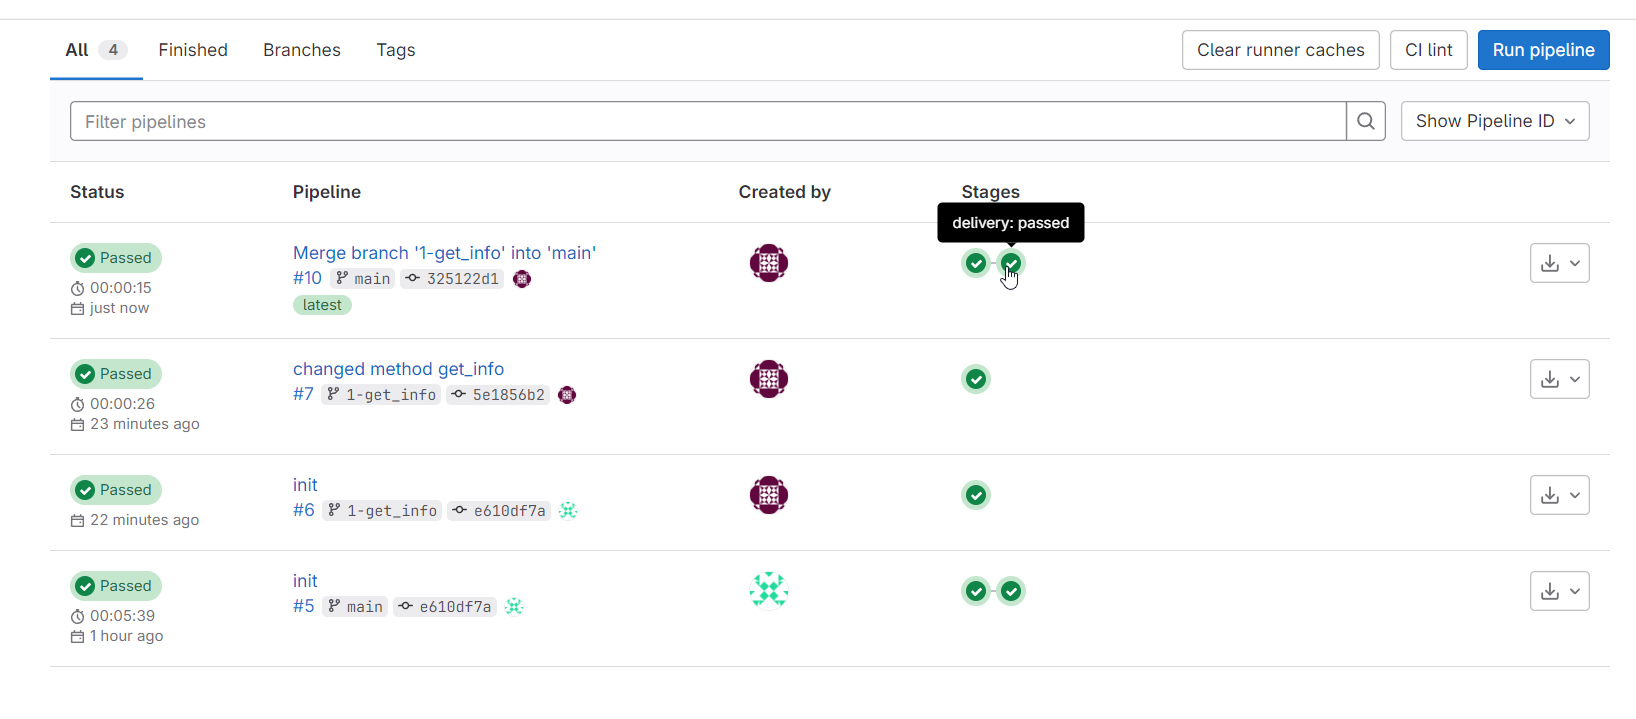 All 4 Finished Branches Tags Clear runner caches CI lint Run pipeline
Filter pipelines Show Pipeline ID
Status Pipeline Created by Stages
delivery: passed
Passed Merge branch '1-get_info' into 'main'
00:00:15 #10 main 325122d1
just now latest
Passed changed method get_info
00:00:26 #7 1-get_info 5e1856b2
23 minutes ago
Passed init
22 minutes ago #6 1-get_info e610df7a
Passed init
00:05:39 #5 main e610df7a
1 hour ago